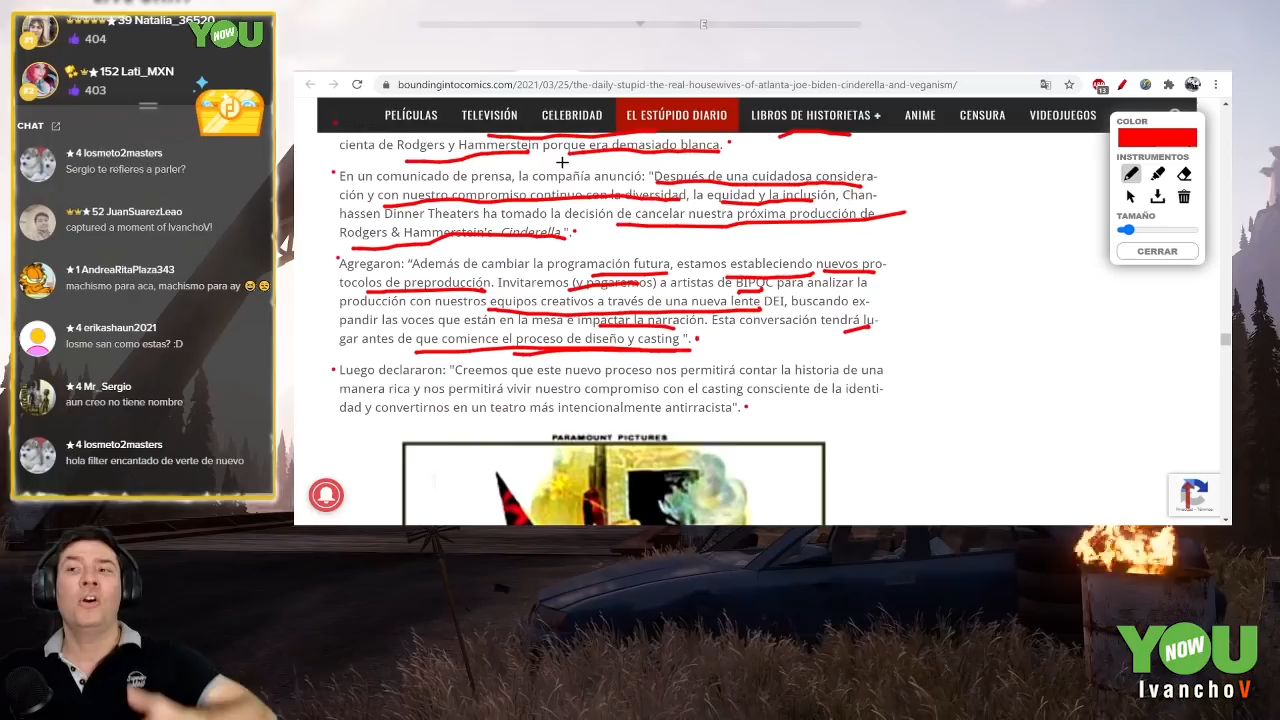 ★39 Natalia_36520
#1
404
YOU
NOW
★152 Lati_MXN
#2
403
CHAT
★4 losmeto2masters
Sergio te refieres a parler?
★52 JuanSuarezLeao
captured a moment of IvanchoV!
★1 AndreaRitaPlaza343
machismo para aca, machismo para ay
★4 erikashaun2021
losme san como estas? :D
★4 Mr_Sergio
aun creo no tiene nombre
★4 losmeto2masters
hola filter encantado de verte de nuevo
E
boundingintocomics.com/2021/03/25/the-daily-stupid-the-real-housewives-of-atlanta-joe-biden-cinderella-and-veganism/
13
PELÍCULAS TELEVISIÓN CELEBRIDAD EL ESTÚPIDO DIARIO LIBROS DE HISTORIETAS + ANIME CENSURA VIDEOJUEGOS
cienta de Rodgers y Hammerstein porque era demasiado blanca.
En un comunicado de prensa, la compañía anunció: "Después de una cuidadosa considera-
ción y con nuestro compromiso continuo con la diversidad, la equidad y la inclusión, Chan-
hassen Dinner Theaters ha tomado la decisión de cancelar nuestra próxima producción de
Rodgers & Hammerstein's Cinderella ".
Agregaron: “Además de cambiar la programación futura, estamos estableciendo nuevos pro-
tocolos de preproducción. Invitaremos (y pagaremos) a artistas de BIPOC para analizar la
producción con nuestros equipos creativos a través de una nueva lente DEI, buscando ex-
pandir las voces que están en la mesa e impactar la narración. Esta conversación tendrá lu-
gar antes de que comience el proceso de diseño y casting ".
Luego declararon: "Creemos que este nuevo proceso nos permitirá contar la historia de una
manera rica y nos permitirá vivir nuestro compromiso con el casting consciente de la identi-
dad y convertirnos en un teatro más intencionalmente antirracista".
PARAMOUNT PICTURES
COLOR
INSTRUMENTOS
TAMAÑO
CERRAR
YOU
NOW
IvanchoV